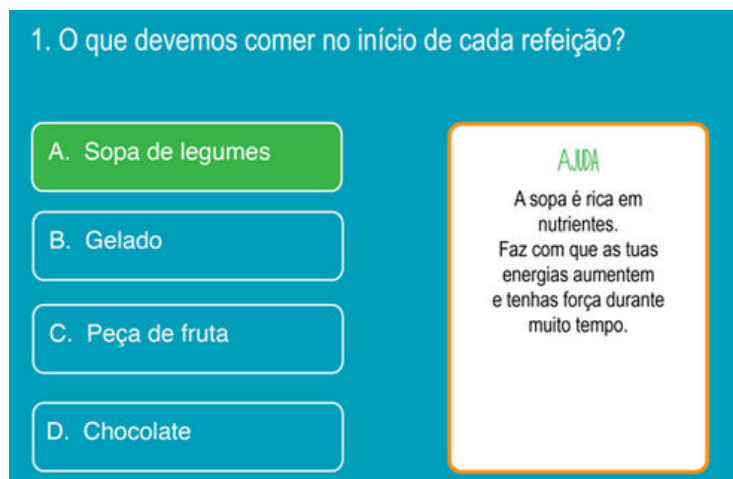 1. O que devemos comer no início de cada refeição?
A. Sopa de legumes
B. Gelado
C. Peça de fruta
D. Chocolate
AJUDA
A sopa é rica em
nutrientes.
Faz com que as tuas
energias aumentem
e tenhas força durante
muito tempo.